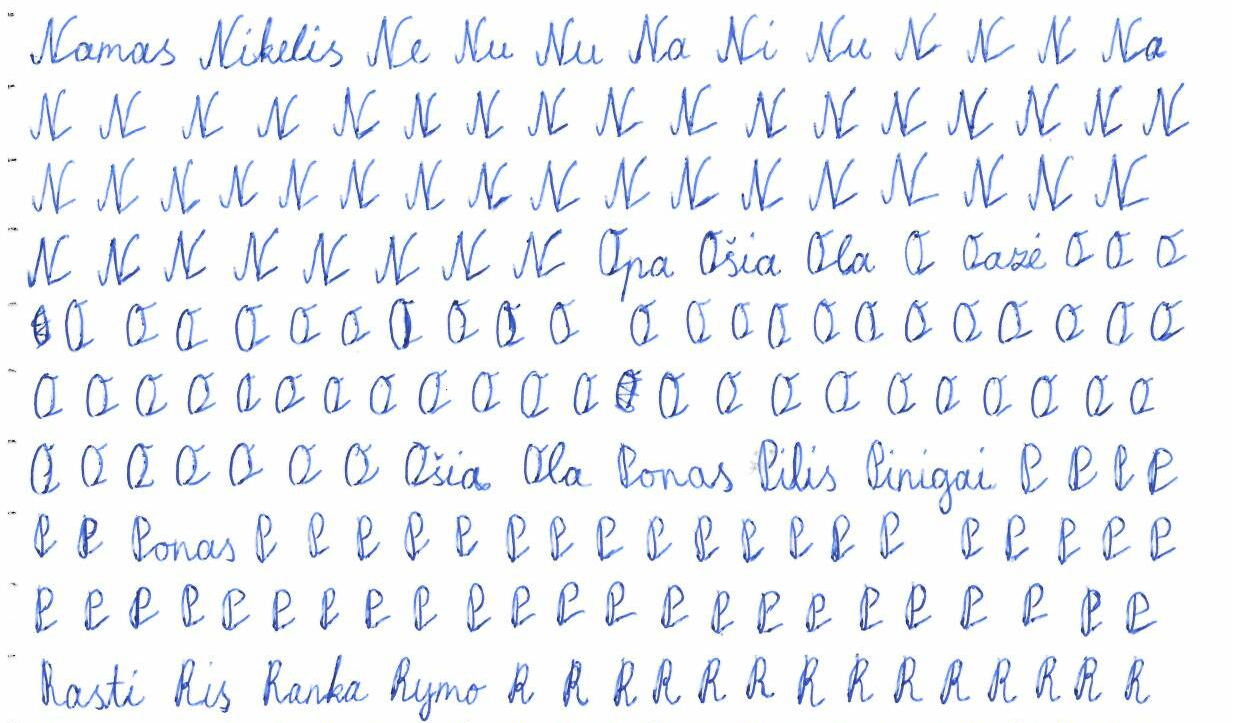 Namas Nikelis Ne Nu Nu Na Ni Nu N N N Na
N N N N N N N N N N N N N N N N N
N N N N N N N N N N N N N N N N N
N N N N N N N N Opa Ošia Ola O Oazė O O O
O O O O O O O O O O O O O O O O O O O O O
O O O O O O O O O O O O O O O O O O O O O O
O O O O O O O Ošia Ola Ponas Pilis Pinigai P P P P
P P Ponas P P P P P P P P P P P P P P P P P P P
P P P P P P P P P P P P P P P P P P P P P P P
Rasti Ris Ranka Rymo R R R R R R R R R R R R R R